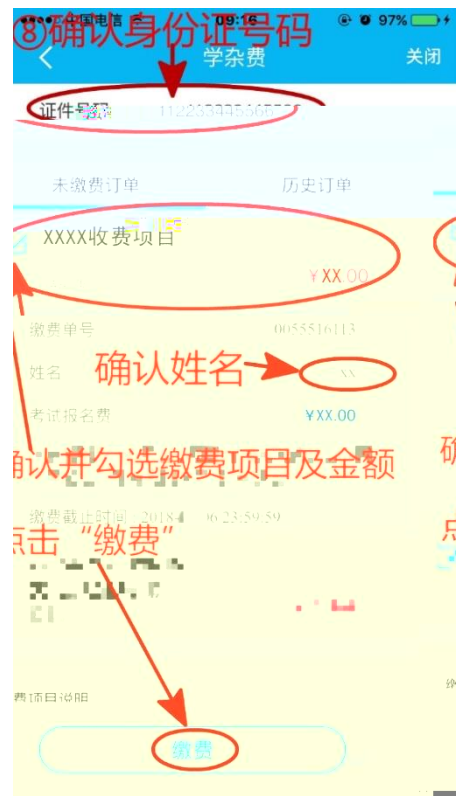 中国电信 09:16 97%
⑧确认身份证号码
学杂费 关闭
证件号码
未缴费订单 历史订单
XXXX收费项目
¥XX.00
缴费单号 0055516113
姓名 确认姓名 xx
考试报名费 ¥XX.00
确认并勾选缴费项目及金额
缴费截止时间 2018 06 23:59:59
点击“缴费”
费项目说明
缴费